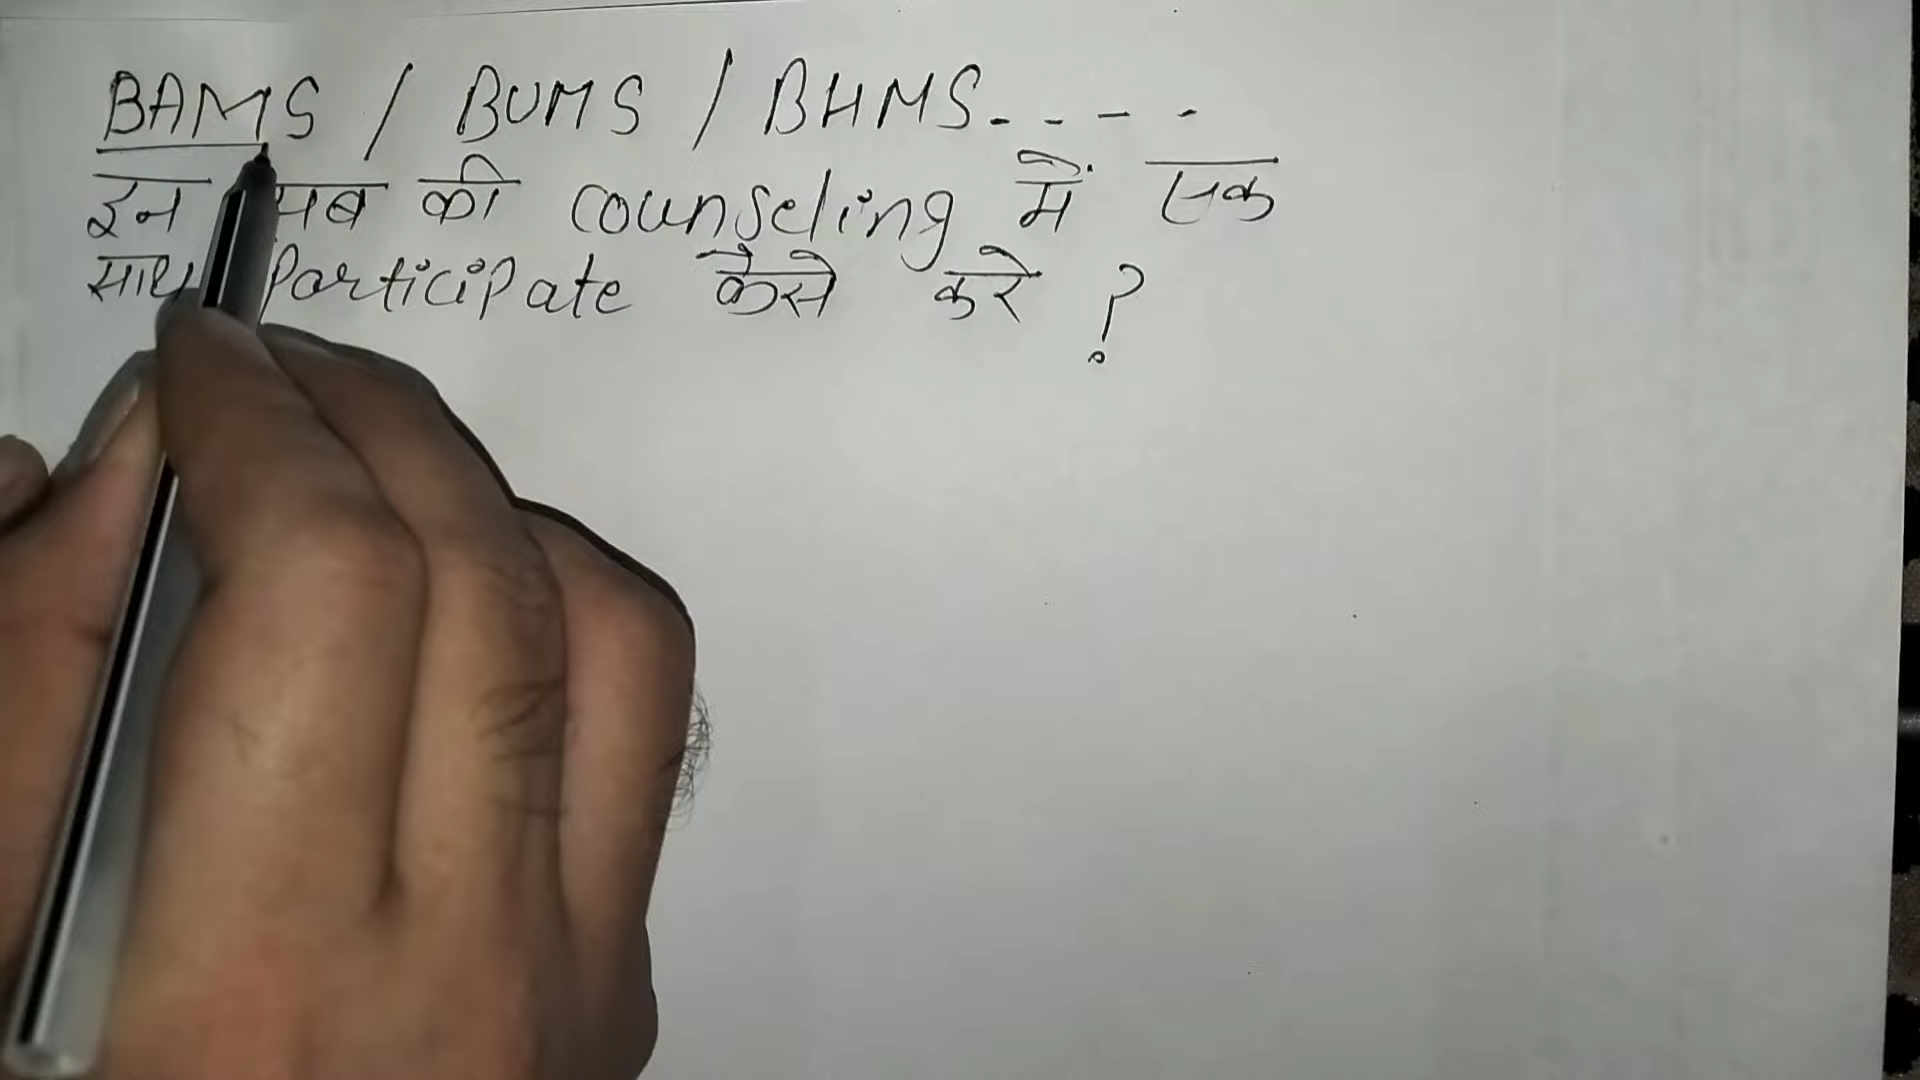 BAMS / BUMS / BHMS - - - -
इन सब की counseling में एक
साथ Participate कैसे करे ?